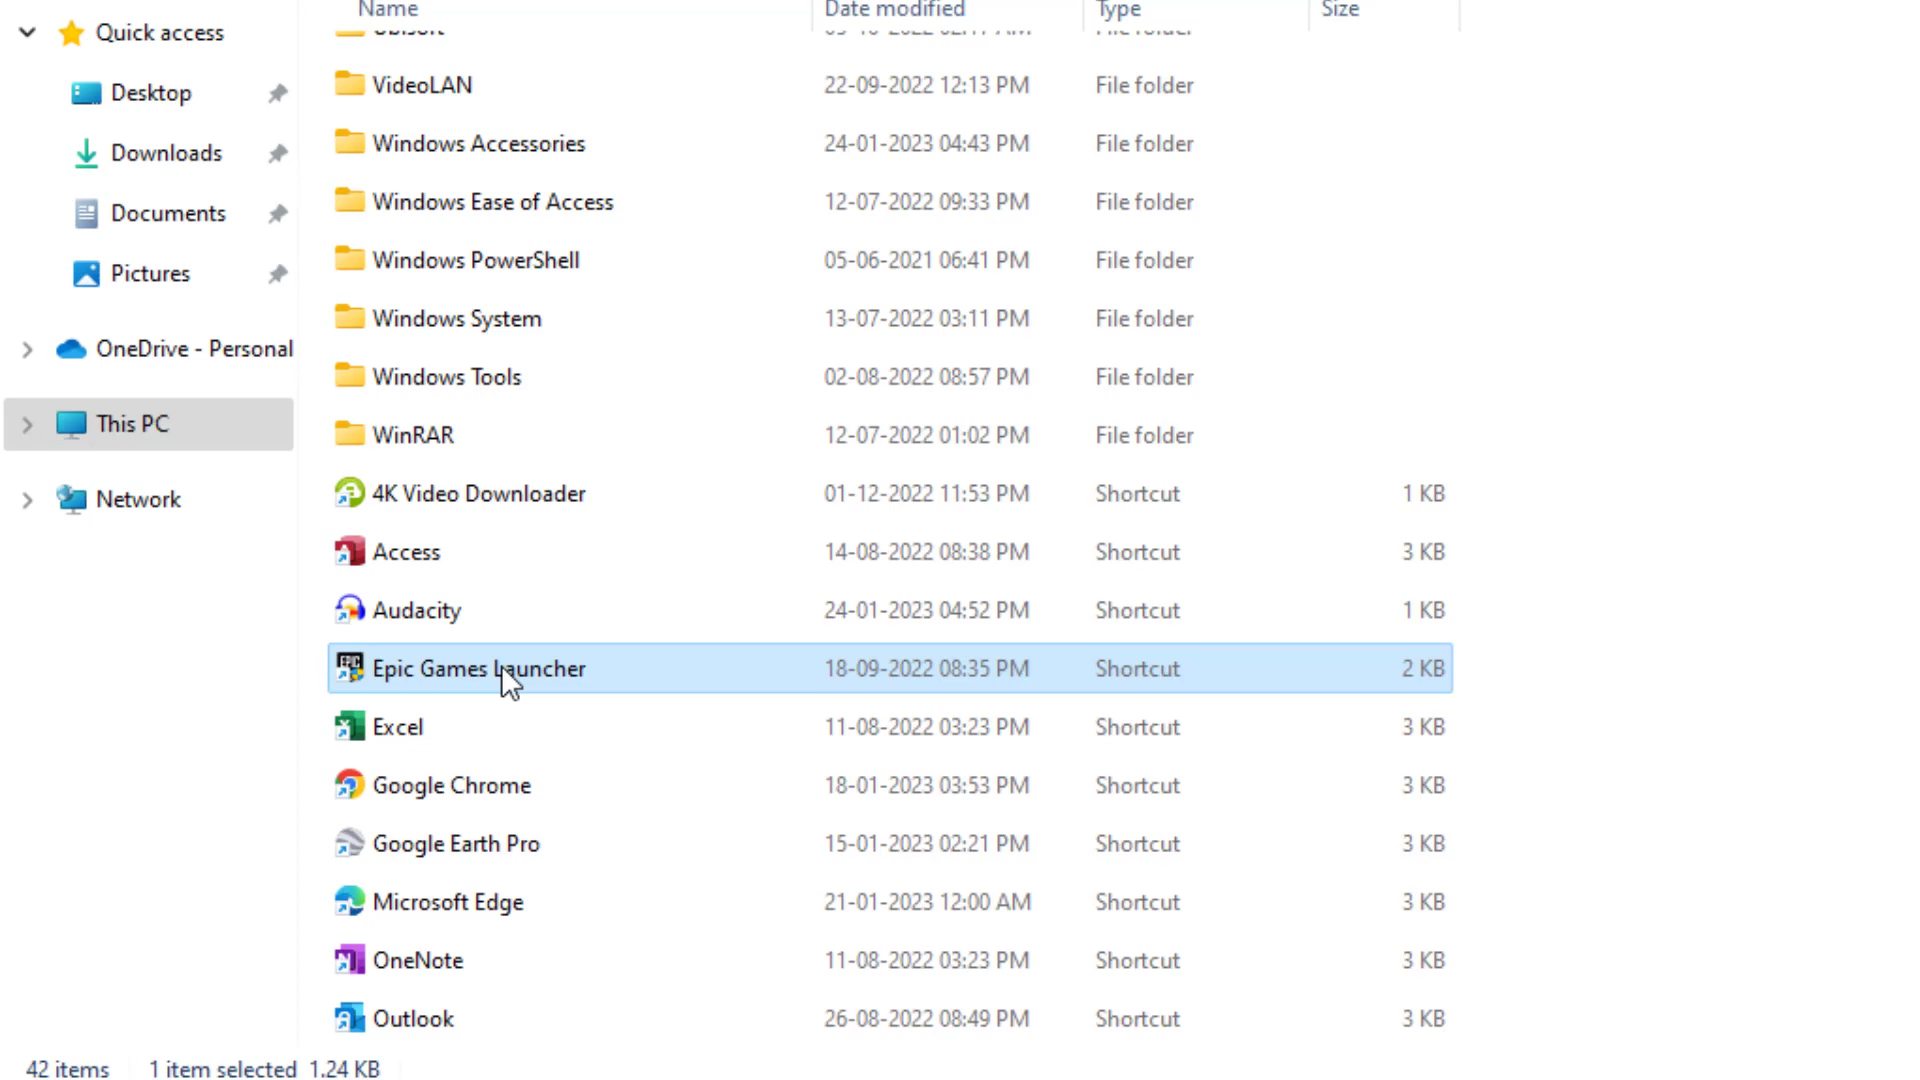 Name Date modified Type Size
Quick access
Ubisoft 05-10-2022 02:17 AM File folder
VideoLAN 22-09-2022 12:13 PM File folder
Desktop
Windows Accessories 24-01-2023 04:43 PM File folder
Downloads
Windows Ease of Access 12-07-2022 09:33 PM File folder
Documents
Windows PowerShell 05-06-2021 06:41 PM File folder
Pictures
Windows System 13-07-2022 03:11 PM File folder
OneDrive - Personal
Windows Tools 02-08-2022 08:57 PM File folder
This PC
WinRAR 12-07-2022 01:02 PM File folder
4K Video Downloader 01-12-2022 11:53 PM Shortcut 1 KB
Network
Access 14-08-2022 08:38 PM Shortcut 3 KB
Audacity 24-01-2023 04:52 PM Shortcut 1 KB
EPIC Epic Games Launcher 18-09-2022 08:35 PM Shortcut 2 KB
Excel 11-08-2022 03:23 PM Shortcut 3 KB
Google Chrome 18-01-2023 03:53 PM Shortcut 3 KB
Google Earth Pro 15-01-2023 02:21 PM Shortcut 3 KB
Microsoft Edge 21-01-2023 12:00 AM Shortcut 3 KB
OneNote 11-08-2022 03:23 PM Shortcut 3 KB
Outlook 26-08-2022 08:49 PM Shortcut 3 KB
42 items 1 item selected 1.24 KB